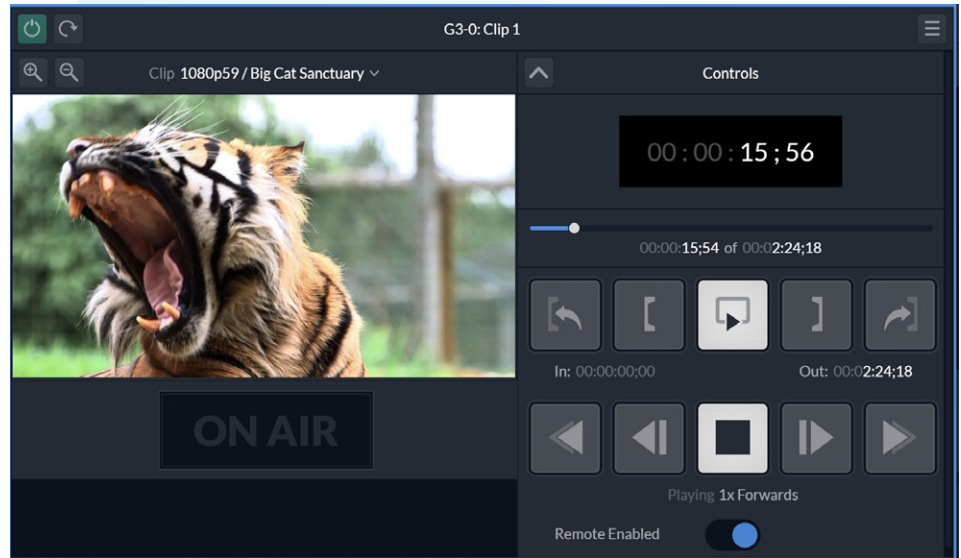 G3-0: Clip 1
Clip 1080p59 / Big Cat Sanctuary
Controls
00 : 00 : 15 ; 56
00:00:15;54 of 00:02:24;18
In: 00:00:00;00
Out: 00:02:24;18
ON AIR
Playing 1x Forwards
Remote Enabled